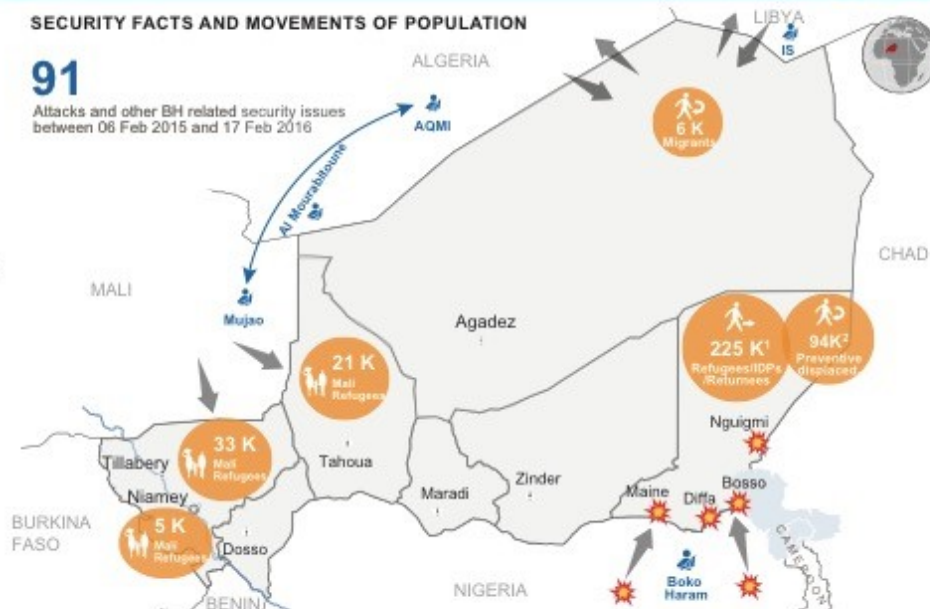 SECURITY FACTS AND MOVEMENTS OF POPULATION
91
Attacks and other BH related security issues
between 06 Feb 2015 and 17 Feb 2016
LIBYA
IS
ALGERIA
AQMI
Al Mourabitoune
6 K
Migrants
CHAD
MALI
Mujao
Agadez
225 K¹
Refugees/IDPs
/Returnees
94K²
Preventive
displaced
21 K
Mali
Refugees
33 K
Mali
Refugees
Nguigmi
Tillabery
Tahoua
Zinder
Maradi
Maine
Diffa
Bosso
Niamey
BURKINA
FASO
5 K
Mali
Refugees
Dosso
CAMEROON
Boko
Haram
NIGERIA
BENIN